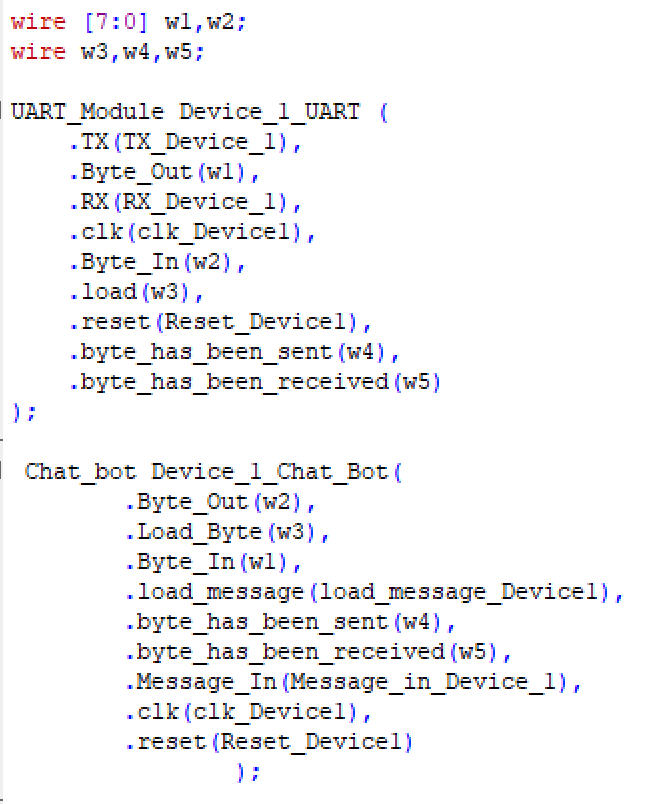 wire [7:0] w1,w2;
wire w3,w4,w5;
UART_Module Device_1_UART (
.TX(TX_Device_1),
.Byte_Out(w1),
.RX(RX_Device_1),
.clk(clk_Device1),
.Byte_In(w2),
.load(w3),
.reset(Reset_Device1),
.byte_has_been_sent(w4),
.byte_has_been_received(w5)
);
Chat_bot Device_1_Chat_Bot(
.Byte_Out(w2),
.Load_Byte(w3),
.Byte_In(w1),
.load_message(load_message_Device1),
.byte_has_been_sent(w4),
.byte_has_been_received(w5),
.Message_In(Message_in_Device_1),
.clk(clk_Device1),
.reset(Reset_Device1)
);